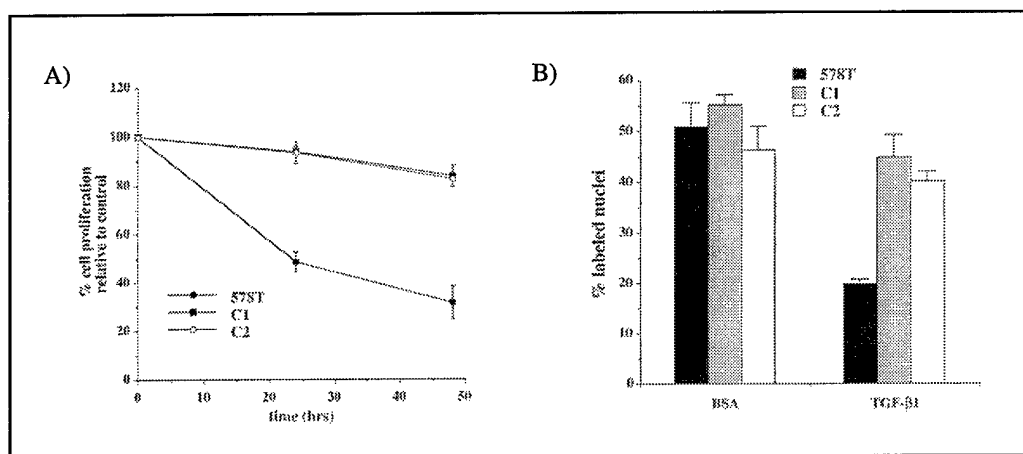 A)
120
100
80
60
40
20
0
% cell proliferation
relative to control
578T
C1
C2
0 10 20 30 40 50
time (hrs)
B)
578T
C1
C2
60
50
40
30
20
10
0
% labeled nuclei
BSA TGF-β1